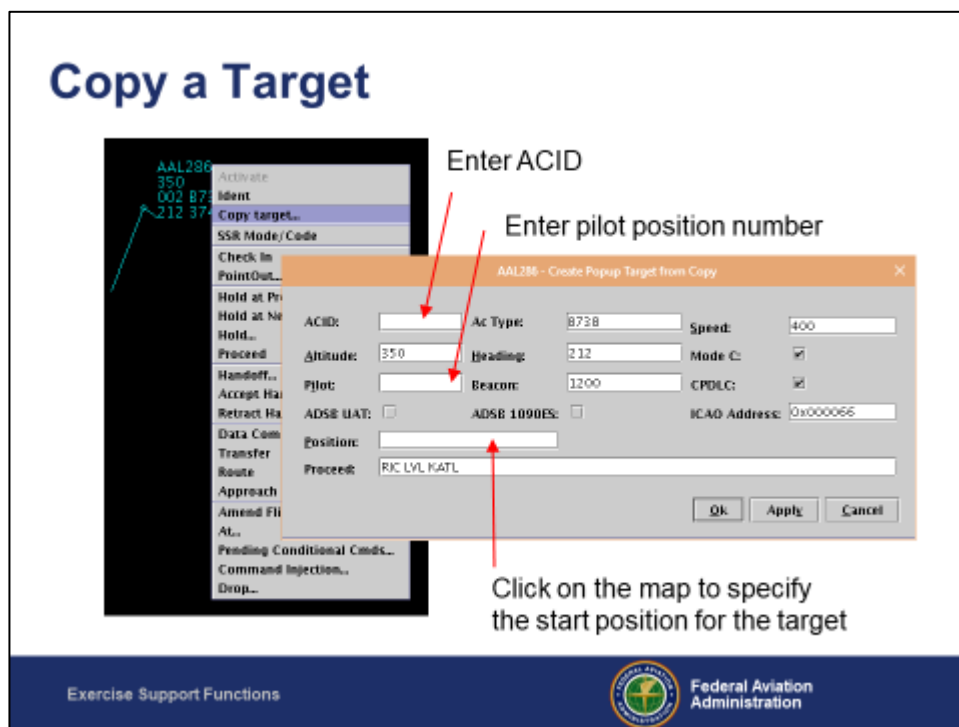 Copy a Target
AAL286
350
002 B73
212 374
Activate
Ident
Copy target...
SSR Mode/Code
Check In
PointOut...
Hold at Pr
Hold at Ne
Hold...
Proceed
Handoff...
Accept Ha
Retract Ha
Data Com
Transfer
Route
Approach
Amend Fli
At...
Pending Conditional Cmds...
Command Injection...
Drop...
Enter ACID
Enter pilot position number
AAL286 - Create Popup Target from Copy
ACID: Ac Type: B738 Speed: 400
Altitude: 350 Heading: 212 Mode C:
Pilot: Beacon: 1200 CPDLC:
ADSB UAT: ADSB 1090ES: ICAO Address: 0x000066
Position:
Proceed: RIC LVL KATL
Ok Apply Cancel
Click on the map to specify
the start position for the target
Exercise Support Functions
Federal Aviation
Administration